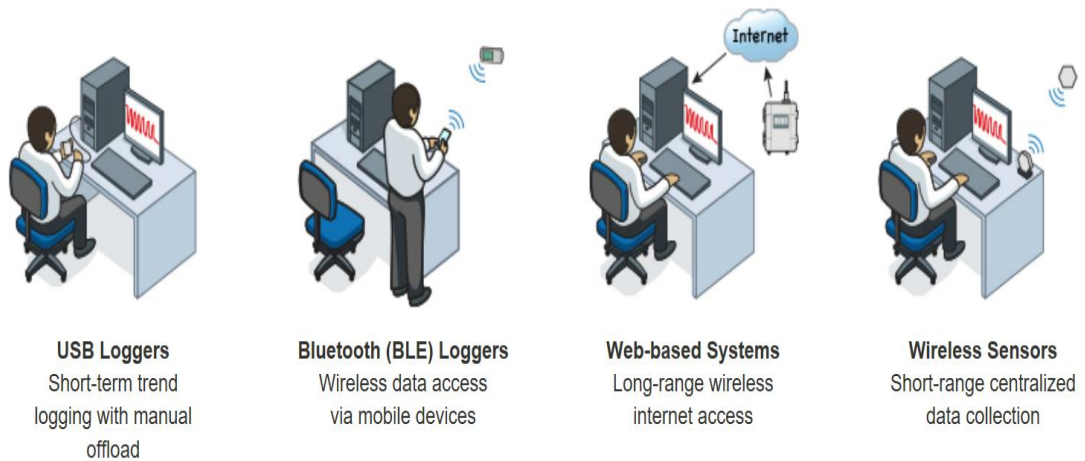 Internet
USB Loggers
Short-term trend
logging with manual
offload
Bluetooth (BLE) Loggers
Wireless data access
via mobile devices
Web-based Systems
Long-range wireless
internet access
Wireless Sensors
Short-range centralized
data collection